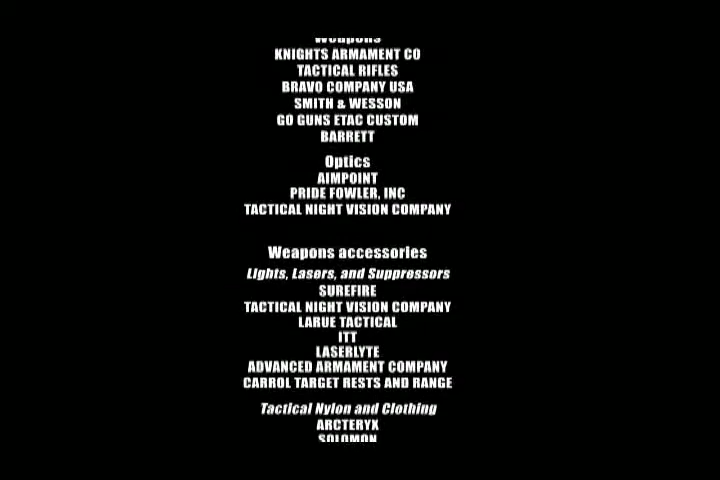 Weapons
KNIGHTS ARMAMENT CO
TACTICAL RIFLES
BRAVO COMPANY USA
SMITH & WESSON
GO GUNS ETAC CUSTOM
BARRETT
Optics
AIMPOINT
PRIDE FOWLER, INC
TACTICAL NIGHT VISION COMPANY
Weapons accessories
Lights, Lasers, and Suppressors
SUREFIRE
TACTICAL NIGHT VISION COMPANY
LARUE TACTICAL
ITT
LASERLYTE
ADVANCED ARMAMENT COMPANY
CARROL TARGET RESTS AND RANGE
Tactical Nylon and Clothing
ARCTERYX
SOLOMON